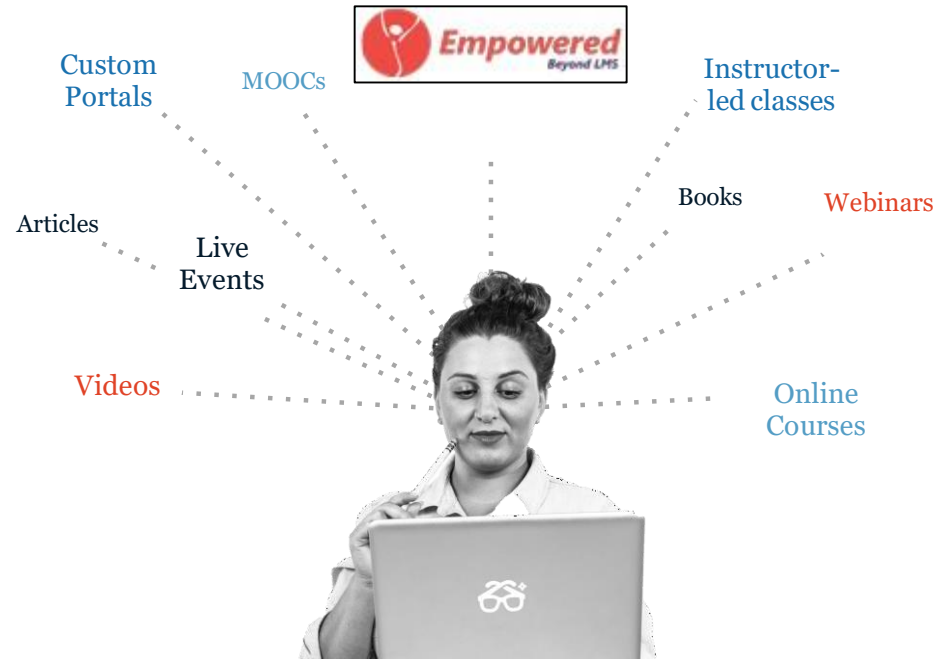 Empowered
Beyond LMS
Custom
Portals
MOOCs
Instructor-
led classes
Articles
Live
Events
Books
Webinars
Videos
Online
Courses